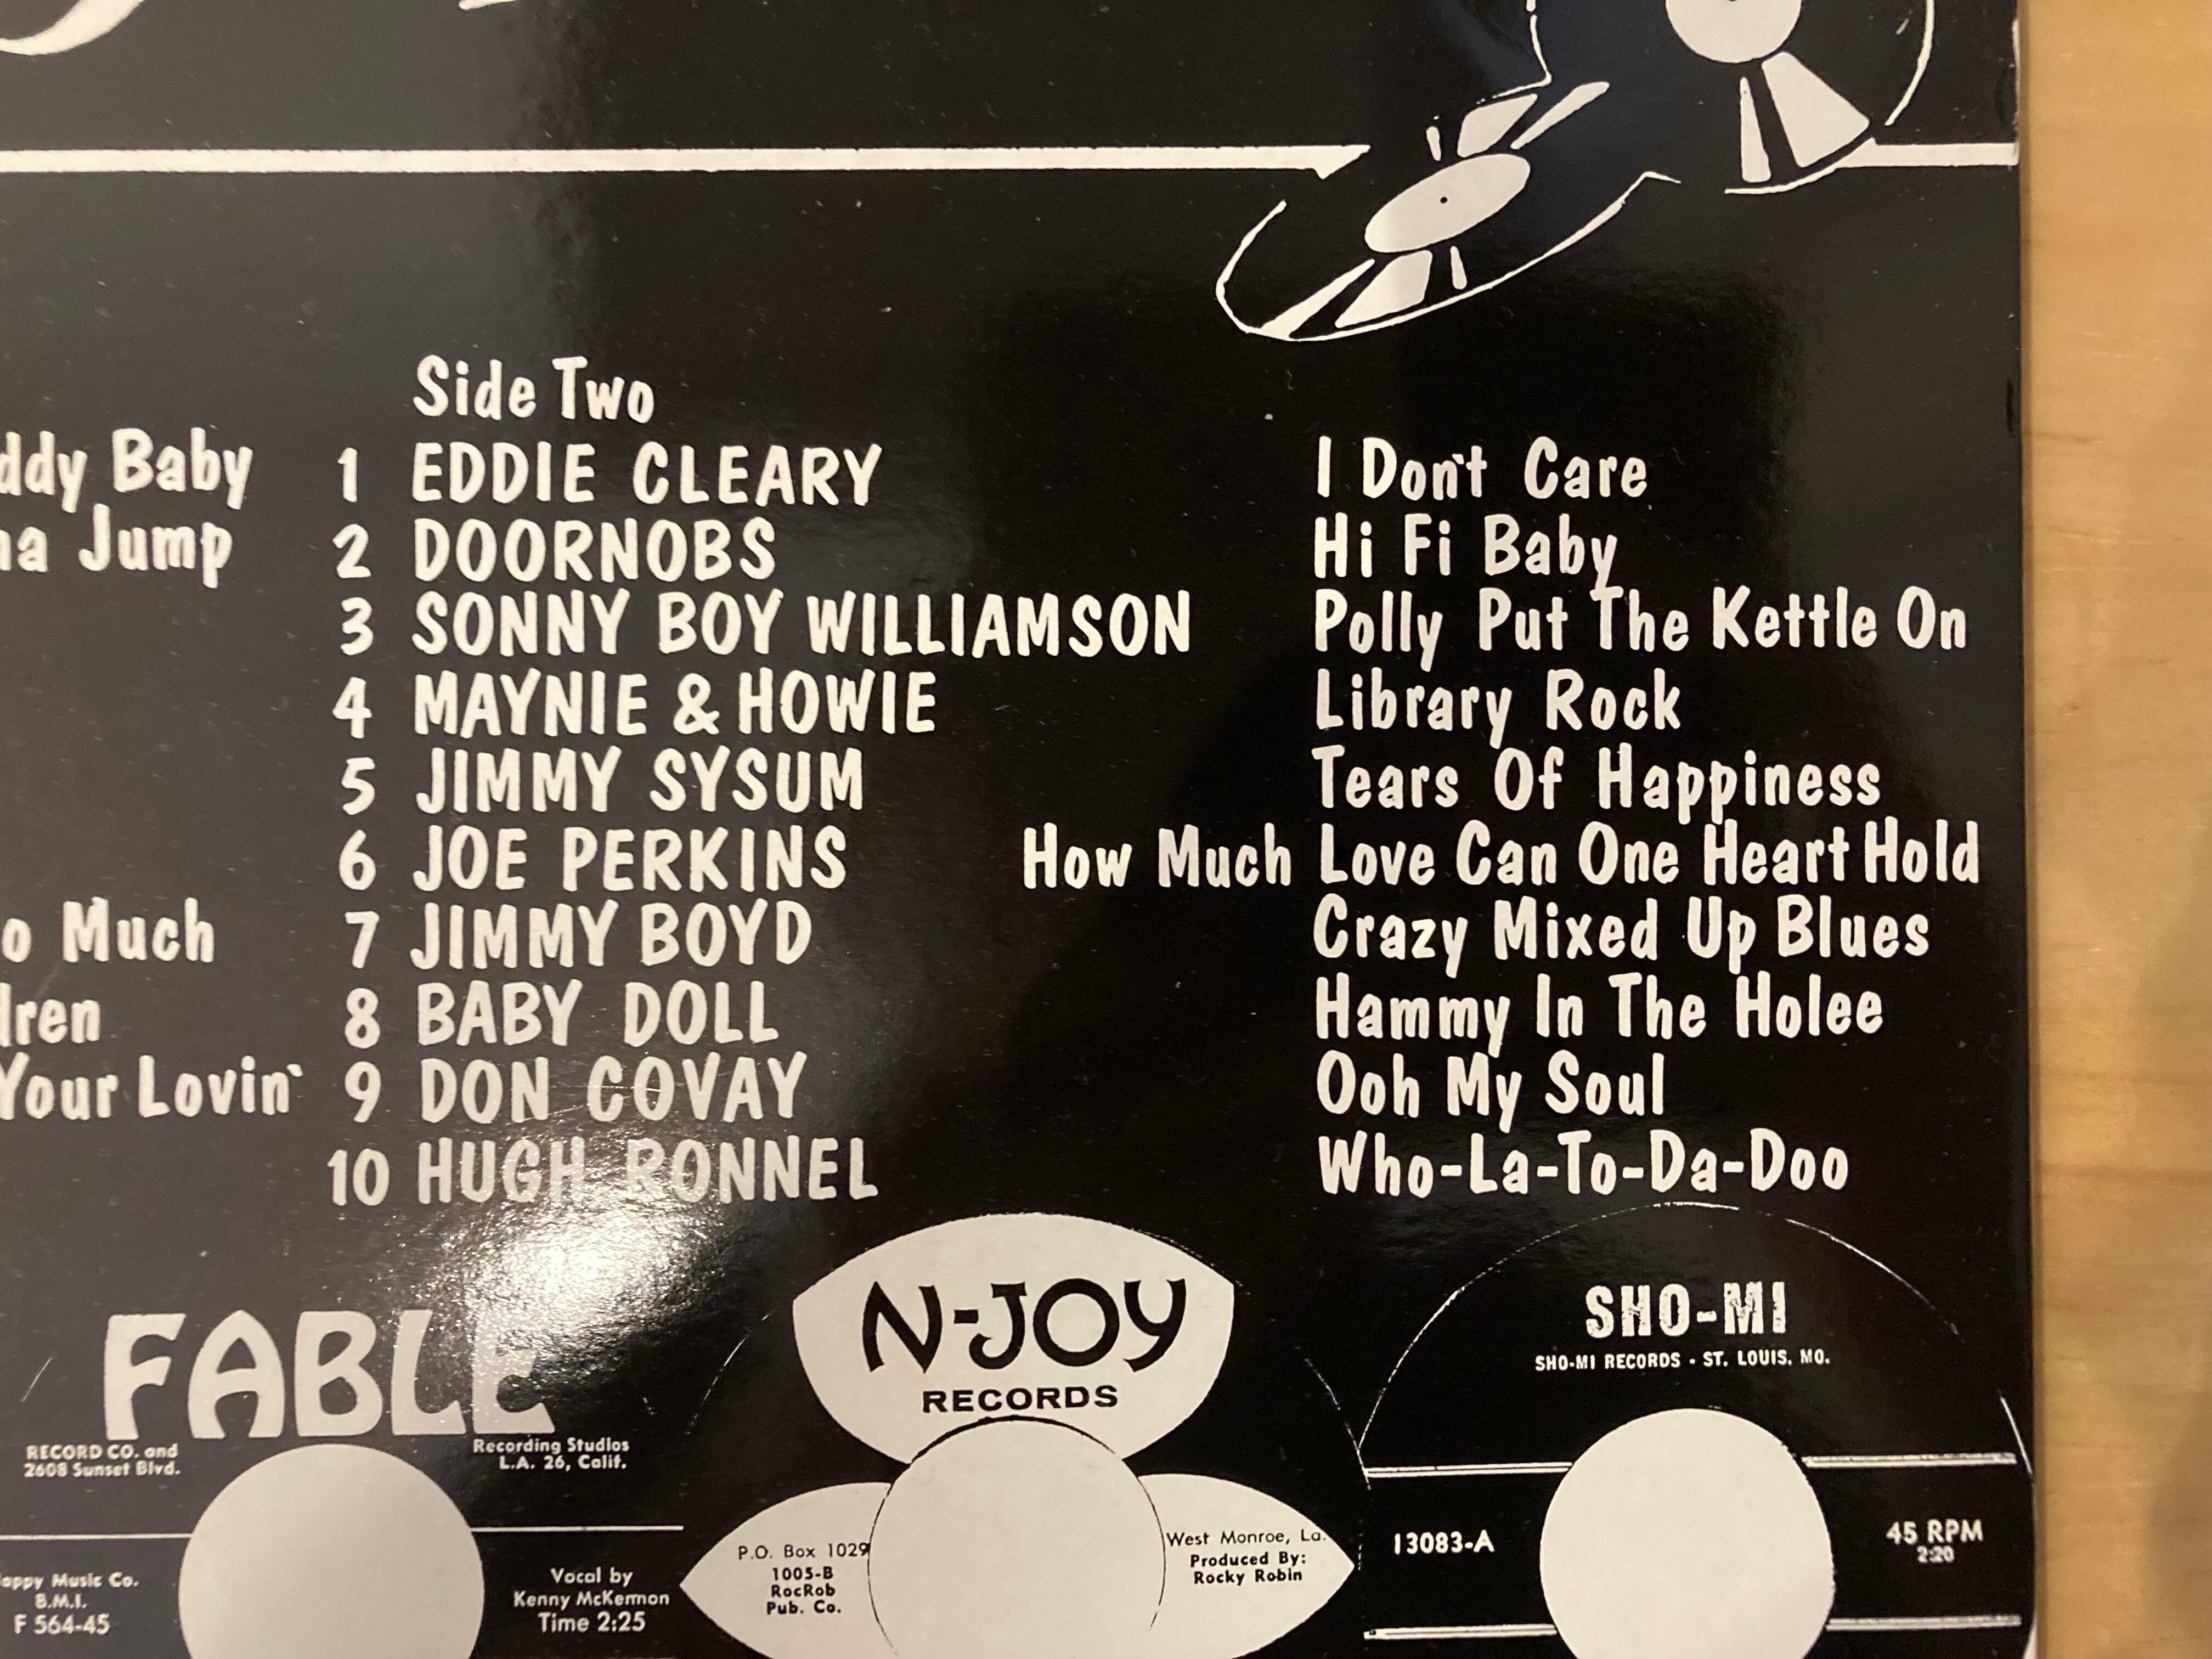 Side Two
ddy Baby 1 EDDIE CLEARY I Don't Care
na Jump 2 DOORNOBS Hi Fi Baby
3 SONNY BOY WILLIAMSON Polly Put The Kettle On
4 MAYNIE & HOWIE Library Rock
5 JIMMY SYSUM Tears Of Happiness
6 JOE PERKINS How Much Love Can One Heart Hold
o Much 7 JIMMY BOYD Crazy Mixed Up Blues
dren 8 BABY DOLL Hammy In The Holee
Your Lovin' 9 DON COVAY Ooh My Soul
10 HUGH RONNEL Who-La-To-Da-Doo
FABLE
RECORD CO. and
2608 Sunset Blvd.
Recording Studios
L.A. 26, Calif.
appy Music Co.
B.M.I.
F 564-45
Vocal by
Kenny McKernon
Time 2:25
N-JOY
RECORDS
P.O. Box 1029
1005-B
RocRob
Pub. Co.
West Monroe, La.
Produced By:
Rocky Robin
SHO-MI
SHO-MI RECORDS • ST. LOUIS, MO.
13083-A
45 RPM
2:20